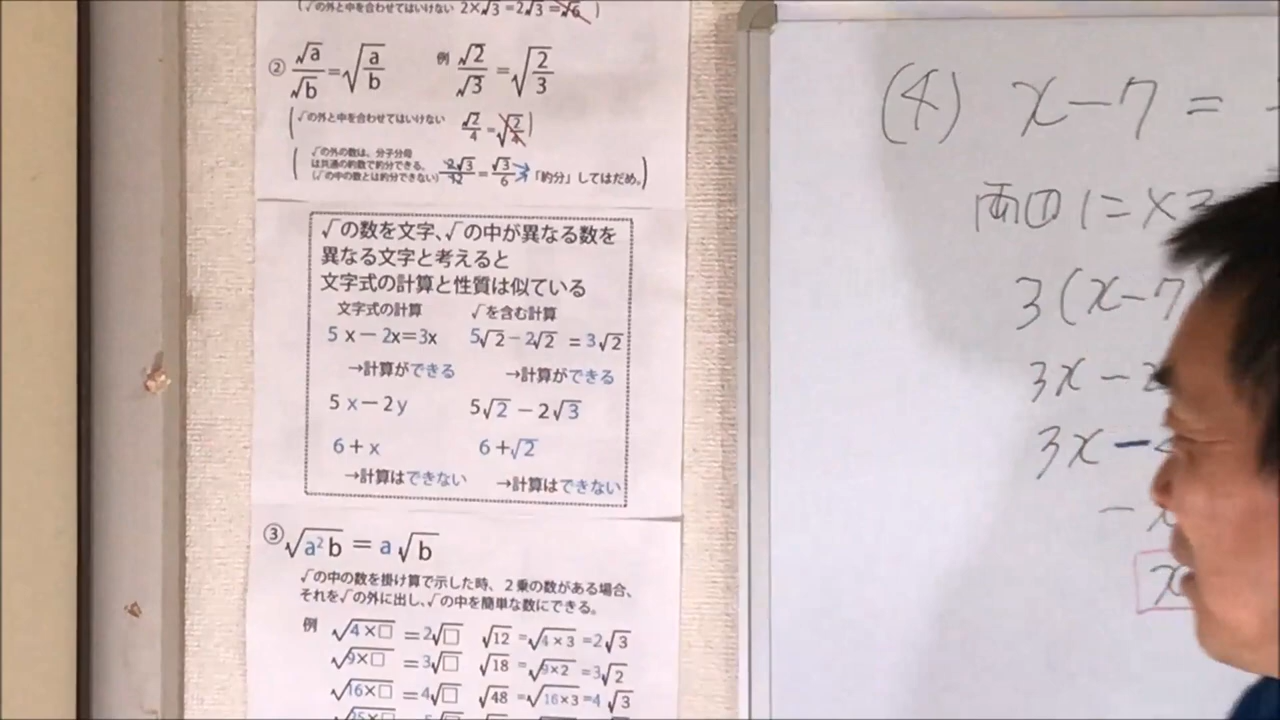 (√の外と中を合わせてはいけない 2×√3 =2√3 =√6 )
② √a/√b = √a/b 例 √2/√3 = √2/3
(√の外と中を合わせてはいけない √2/4 = √2/4)
( √の外の数は、分子分母
は共通の約数で約分できる。
(√の中の数とは約分できない) 2√3/12 = √3/6 「約分」してはだめ。)
√の数を文字、√の中が異なる数を
異なる文字と考えると
文字式の計算と性質は似ている
文字式の計算 √を含む計算
5x－2x=3x 5√2－2√2 = 3√2
→計算ができる →計算ができる
5x－2y 5√2－2√3
6+x 6+√2
→計算はできない →計算はできない
③ √a²b = a√b
√の中の数を掛け算で示した時、２乗の数がある場合、
それを√の外に出し、√の中を簡単な数にできる。
例 √4×□ =2√□ √12 =√4×3 =2√3
√9×□ =3√□ √18 =√9×2 =3√2
√16×□ =4√□ √48 =√16×3 =4√3
(4) x－7 =
両辺に×3
3(x－7)
3x－2
3x－
－x
x